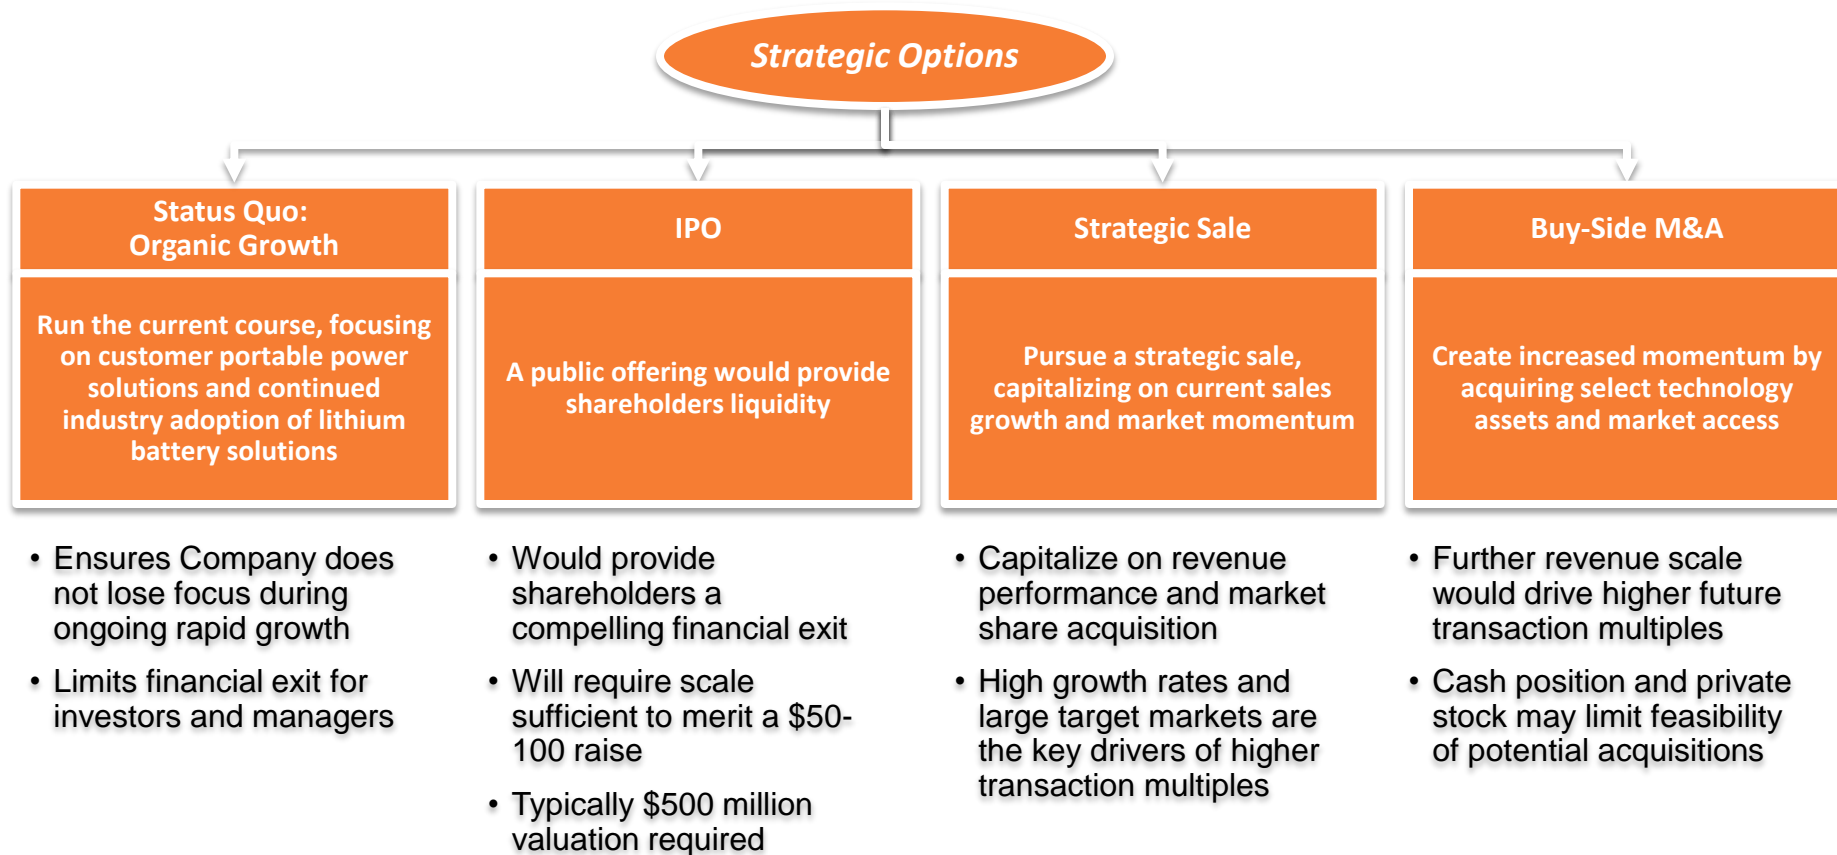 Strategic Options
Status Quo:
Organic Growth
Run the current course, focusing
on customer portable power
solutions and continued
industry adoption of lithium
battery solutions
• Ensures Company does
not lose focus during
ongoing rapid growth
• Limits financial exit for
investors and managers
IPO
A public offering would provide
shareholders liquidity
• Would provide
shareholders a
compelling financial exit
• Will require scale
sufficient to merit a $50-
100 raise
• Typically $500 million
valuation required
Strategic Sale
Pursue a strategic sale,
capitalizing on current sales
growth and market momentum
• Capitalize on revenue
performance and market
share acquisition
• High growth rates and
large target markets are
the key drivers of higher
transaction multiples
Buy-Side M&A
Create increased momentum by
acquiring select technology
assets and market access
• Further revenue scale
would drive higher future
transaction multiples
• Cash position and private
stock may limit feasibility
of potential acquisitions